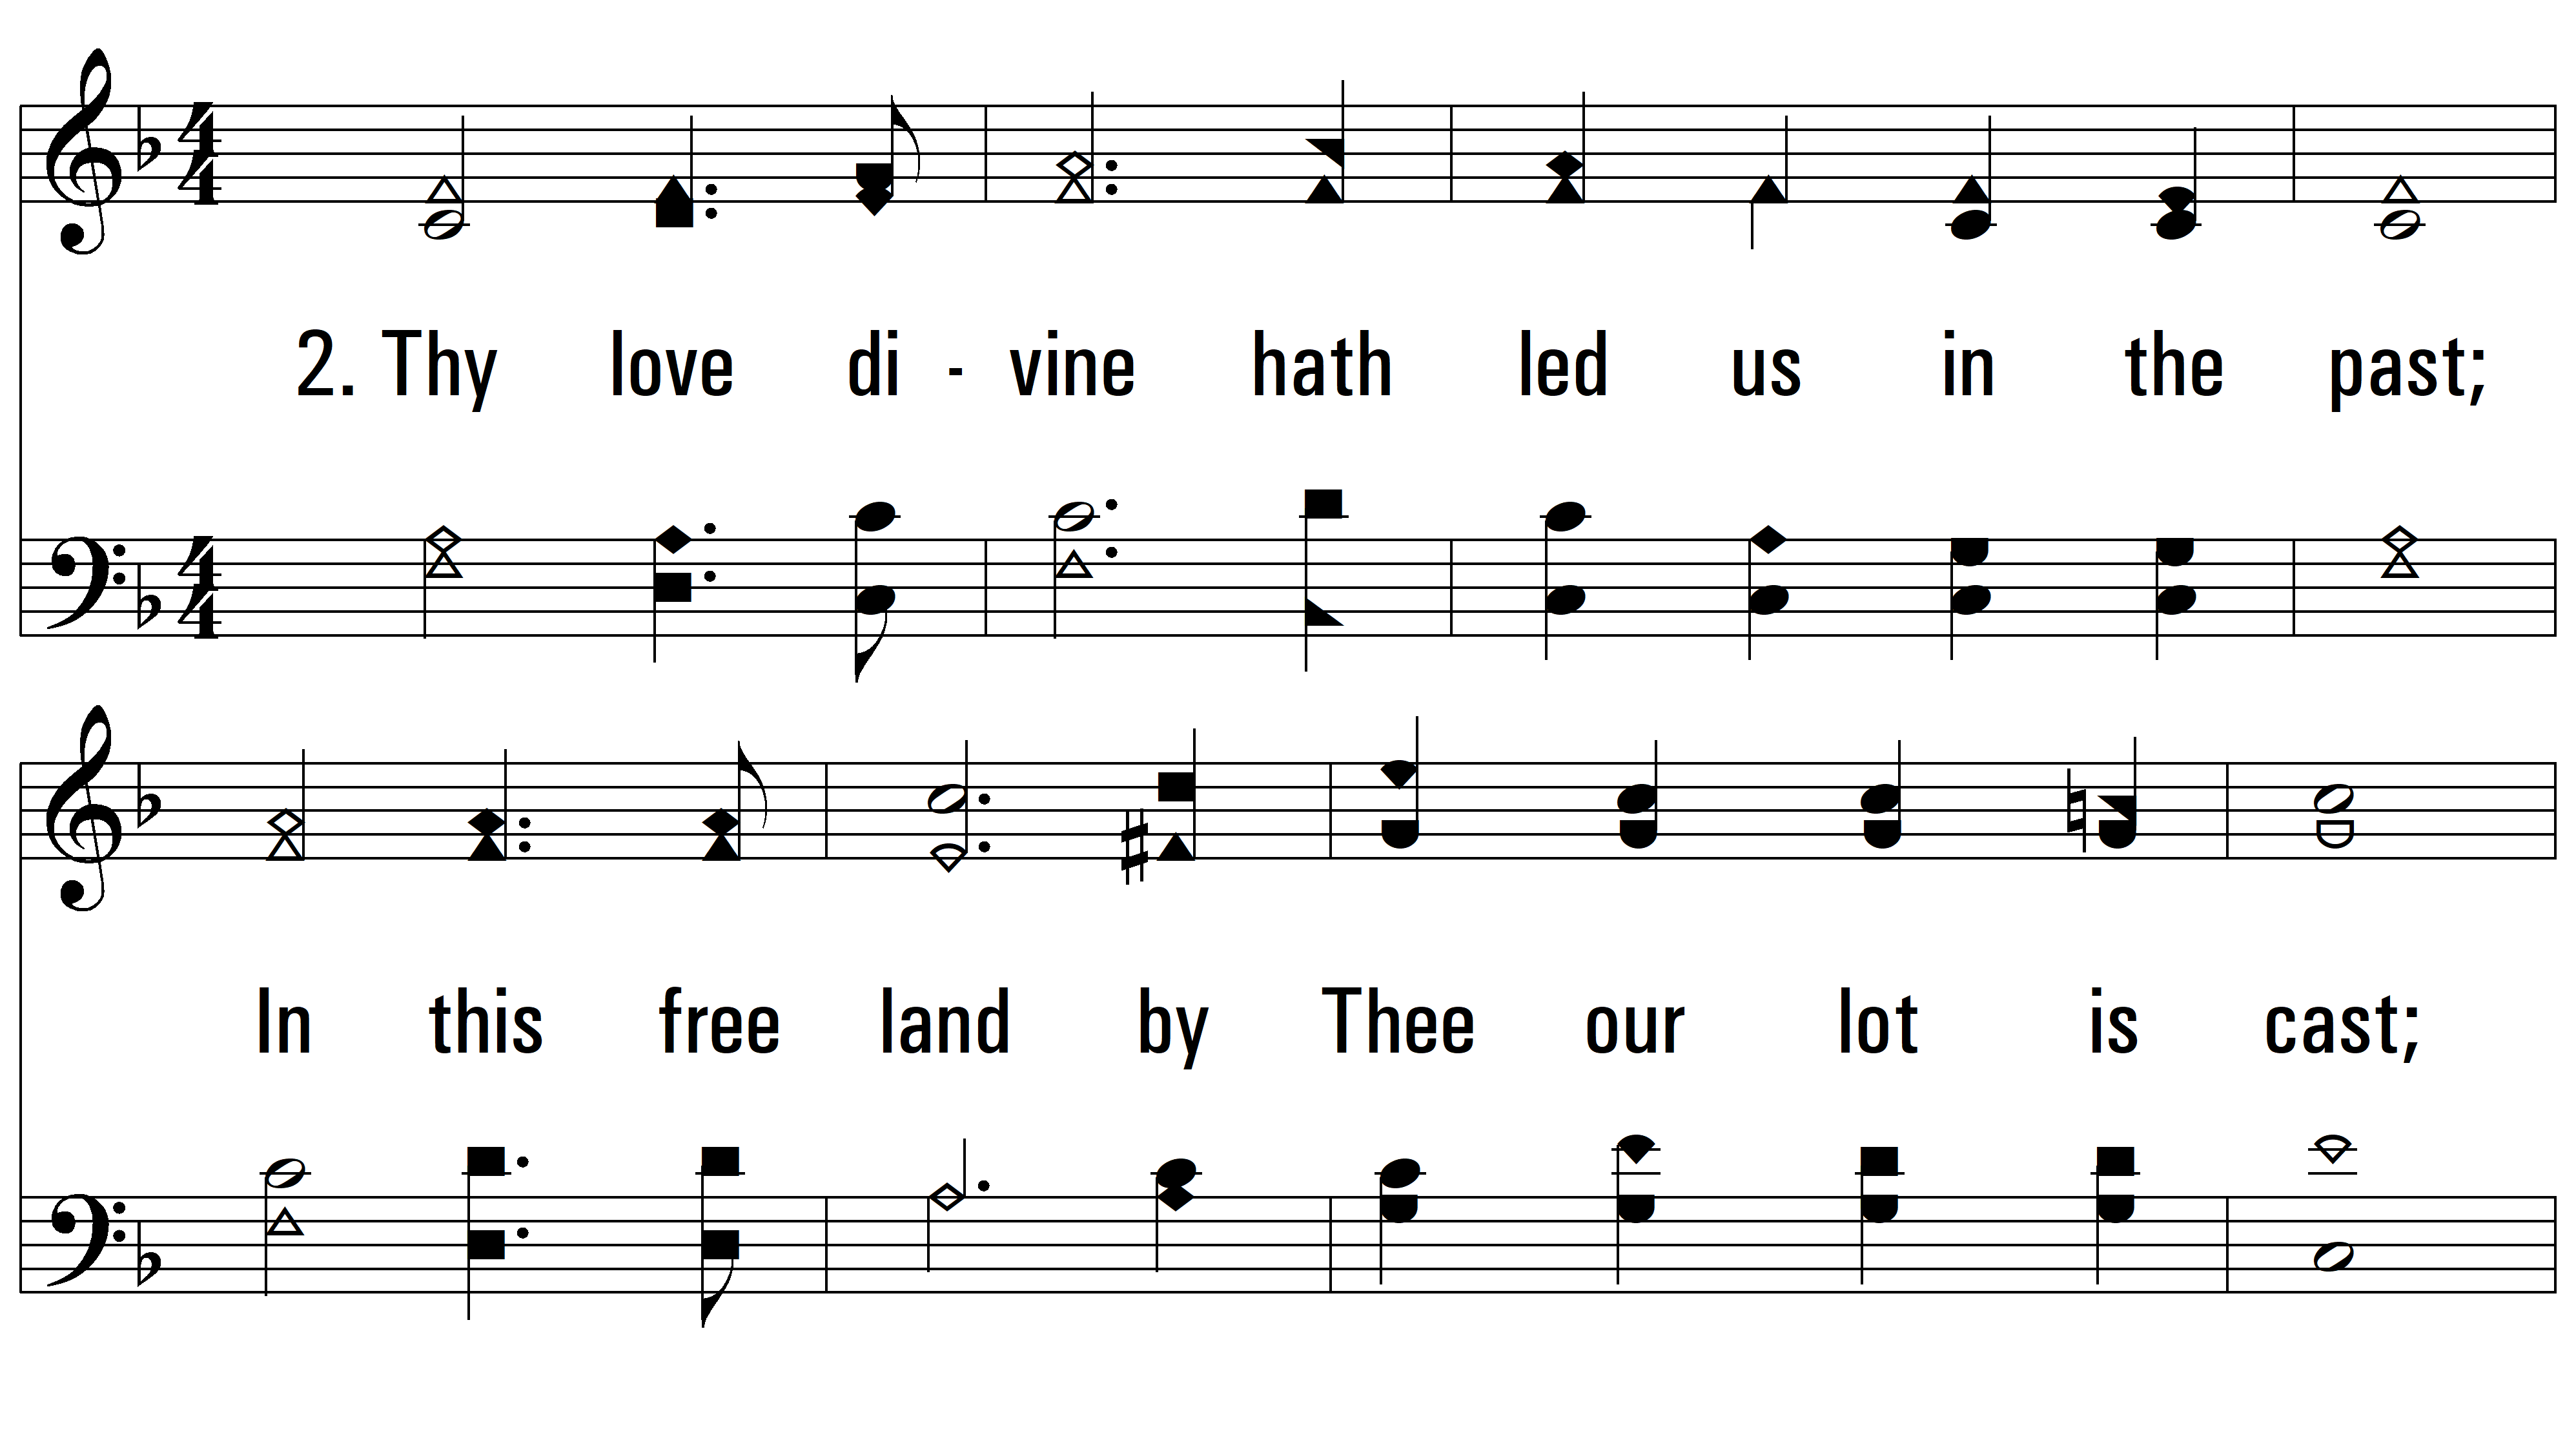 2. Thy love di - vine hath led us in the past;
In this free land by Thee our lot is cast;